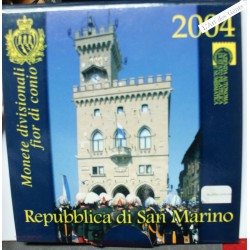 2004
Monete divisionali
fior di conio
Repubblica di San Marino